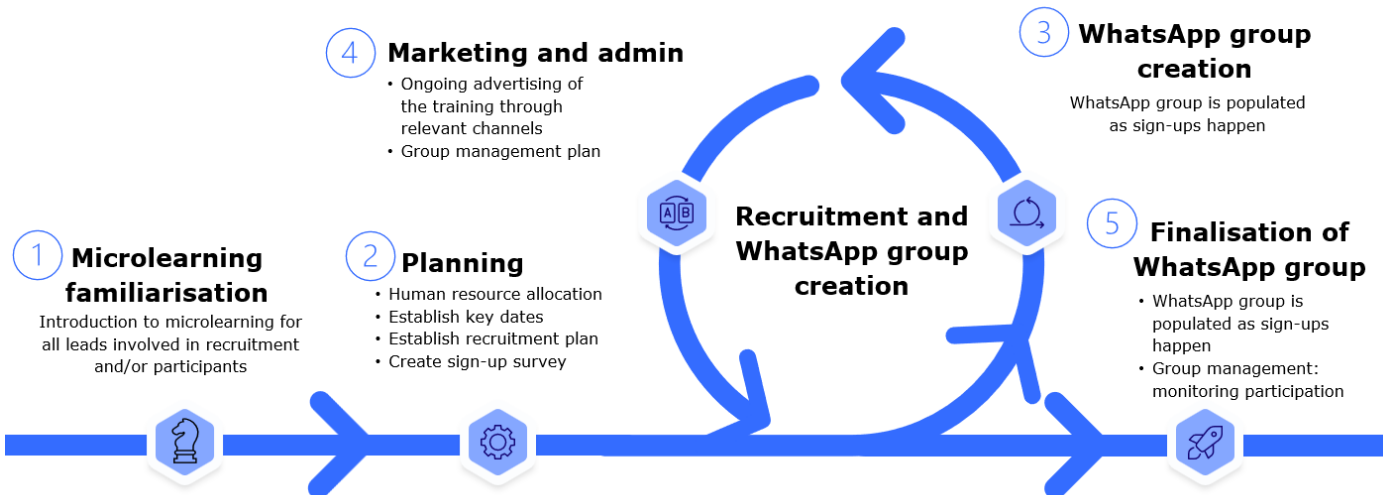 1
Microlearning
familiarisation
Introduction to microlearning for
all leads involved in recruitment
and/or participants
2
Planning
• Human resource allocation
• Establish key dates
• Establish recruitment plan
• Create sign-up survey
3
WhatsApp group
creation
WhatsApp group is populated
as sign-ups happen
4
Marketing and admin
• Ongoing advertising of
the training through
relevant channels
• Group management plan
A B
Recruitment and
WhatsApp group
creation
5
Finalisation of
WhatsApp group
• WhatsApp group is
populated as sign-ups
happen
• Group management:
monitoring participation